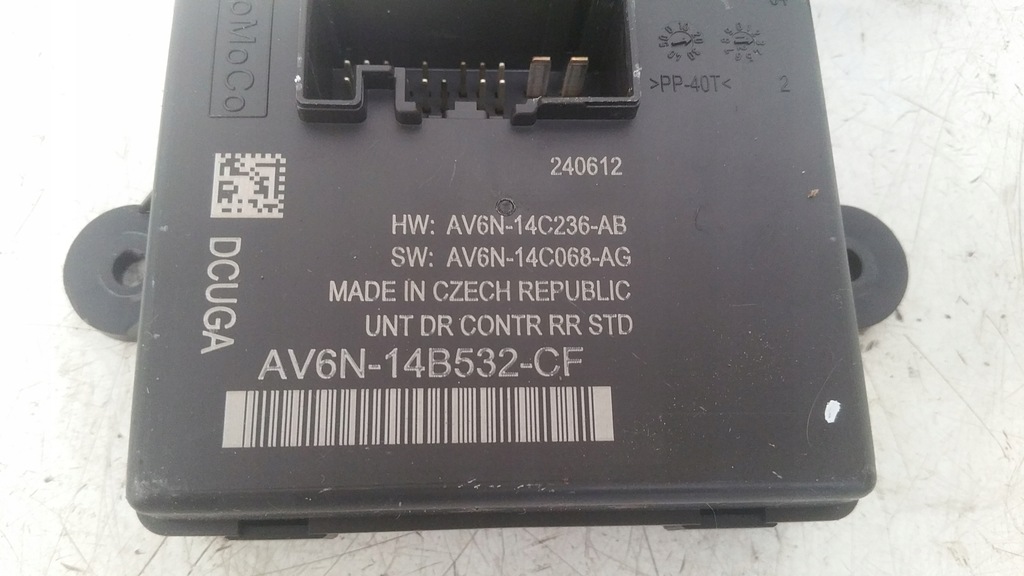 oMoCo
>PP-40T<
2
240612
HW: AV6N-14C236-AB
SW: AV6N-14C068-AG
MADE IN CZECH REPUBLIC
UNT DR CONTR RR STD
DCUGA
AV6N-14B532-CF